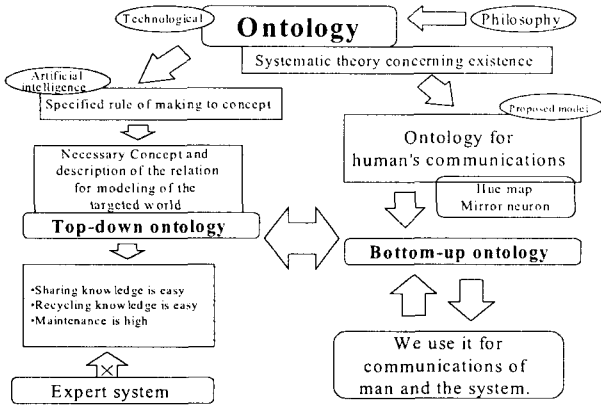 Technological
Ontology
Philosophy
Systematic theory concerning existence
Artificial
intelligence
Specified rule of making to concept
Proposed model
Necessary Concept and
description of the relation
for modeling of the
targeted world
Top-down ontology
Ontology for
human's communications
Hue map
Mirror neuron
Bottom-up ontology
•Sharing knowledge is easy
•Recycling knowledge is easy
•Maintenance is high
Expert system
We use it for
communications of
man and the system.